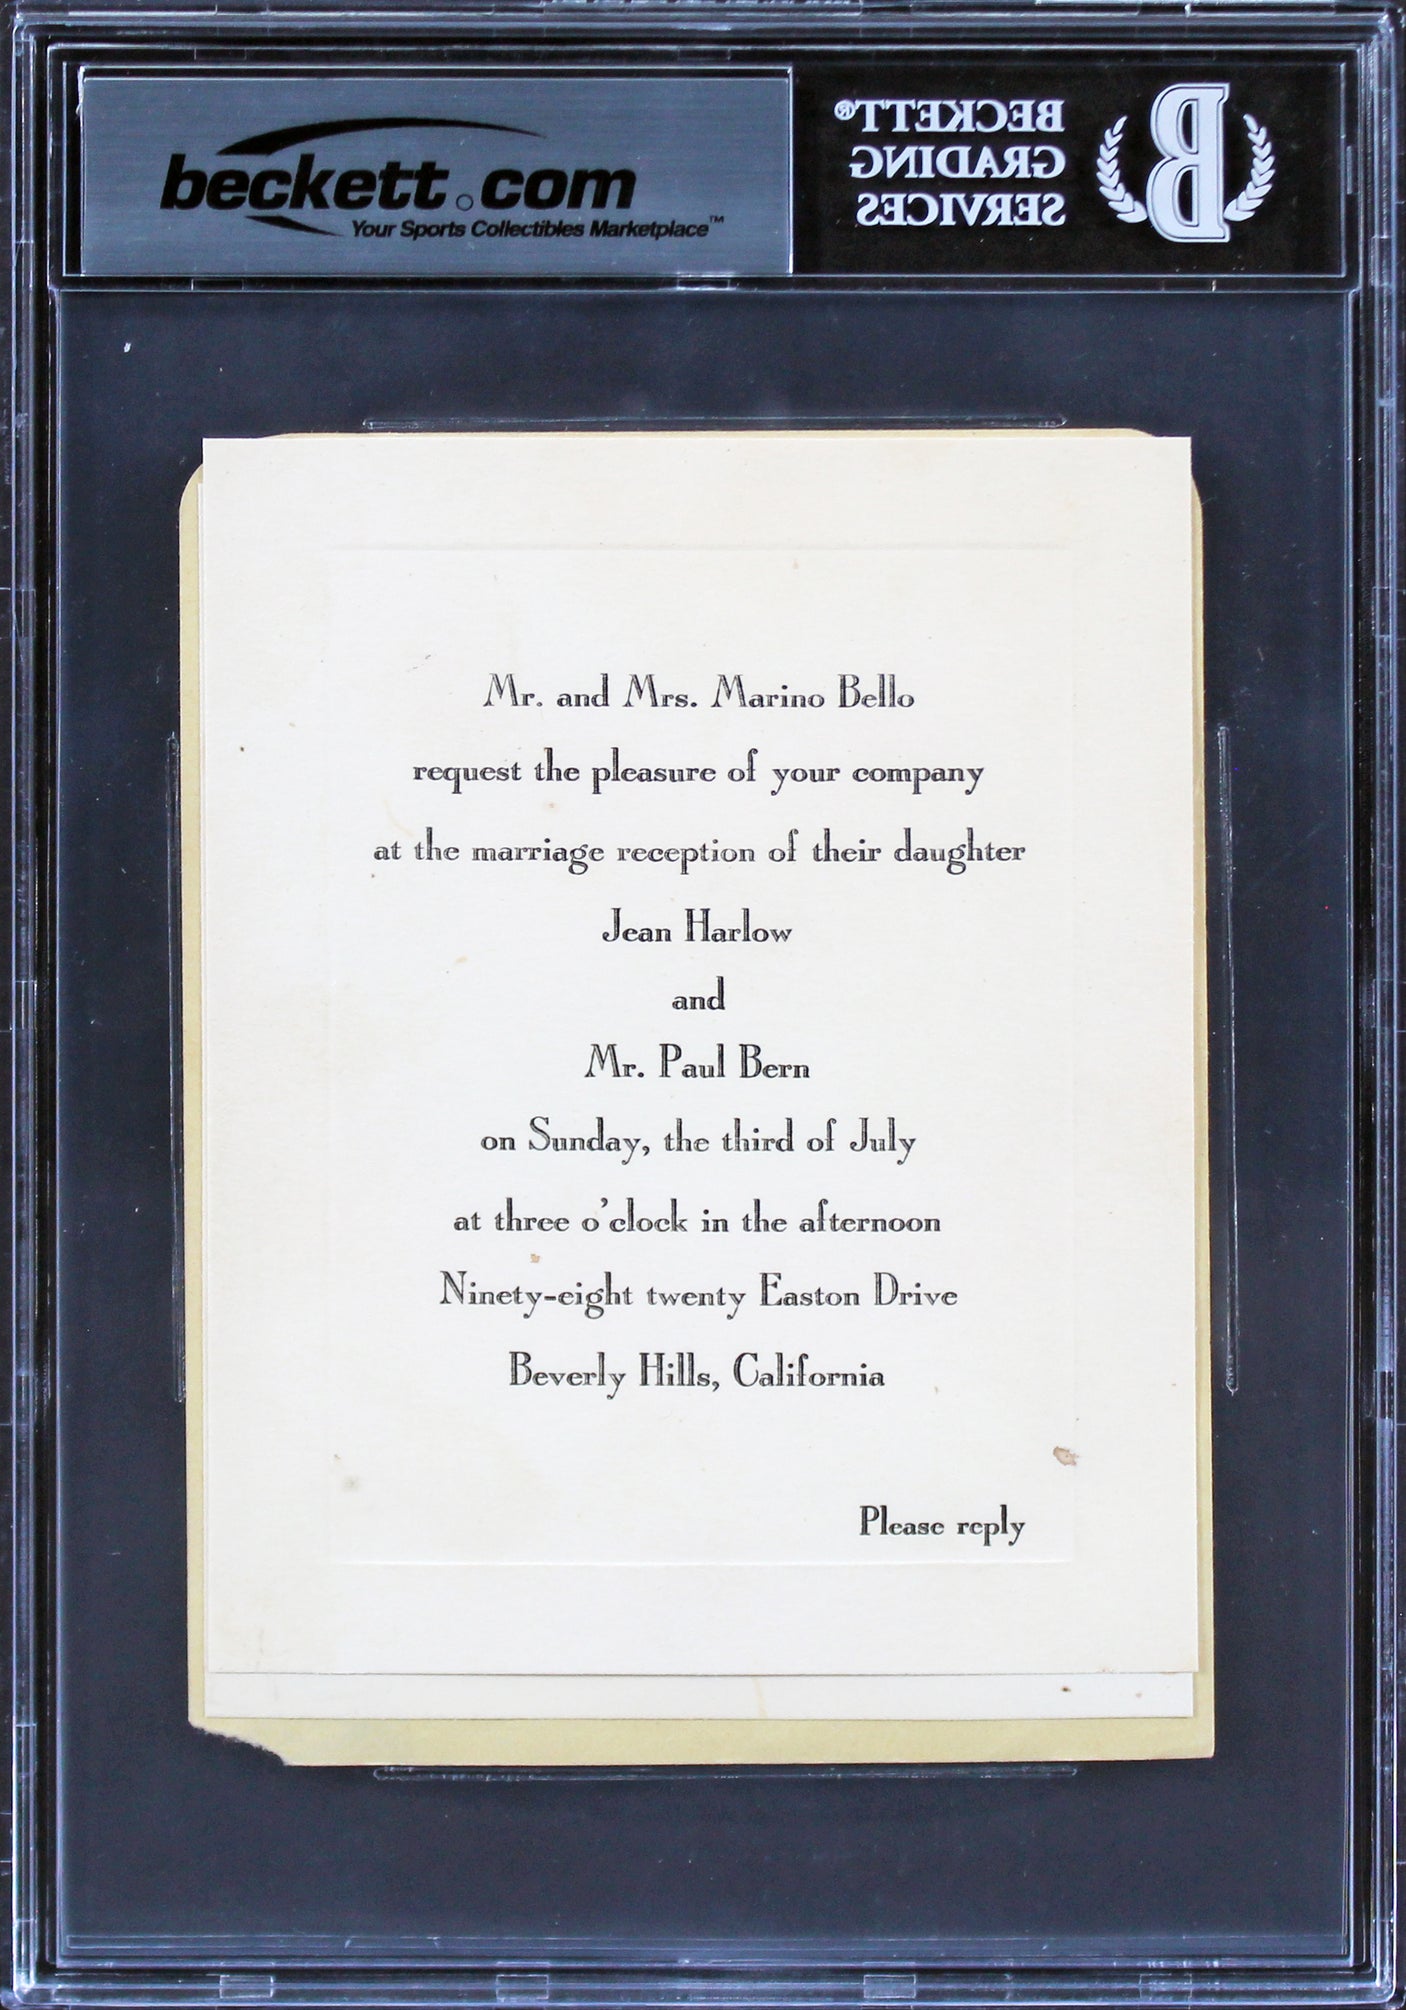 beckett.com
Your Sports Collectibles Marketplace™
BECKETT®
GRADING
SERVICES
B
Mr. and Mrs. Marino Bello
request the pleasure of your company
at the marriage reception of their daughter
Jean Harlow
and
Mr. Paul Bern
on Sunday, the third of July
at three o'clock in the afternoon
Ninety-eight twenty Easton Drive
Beverly Hills, California
Please reply